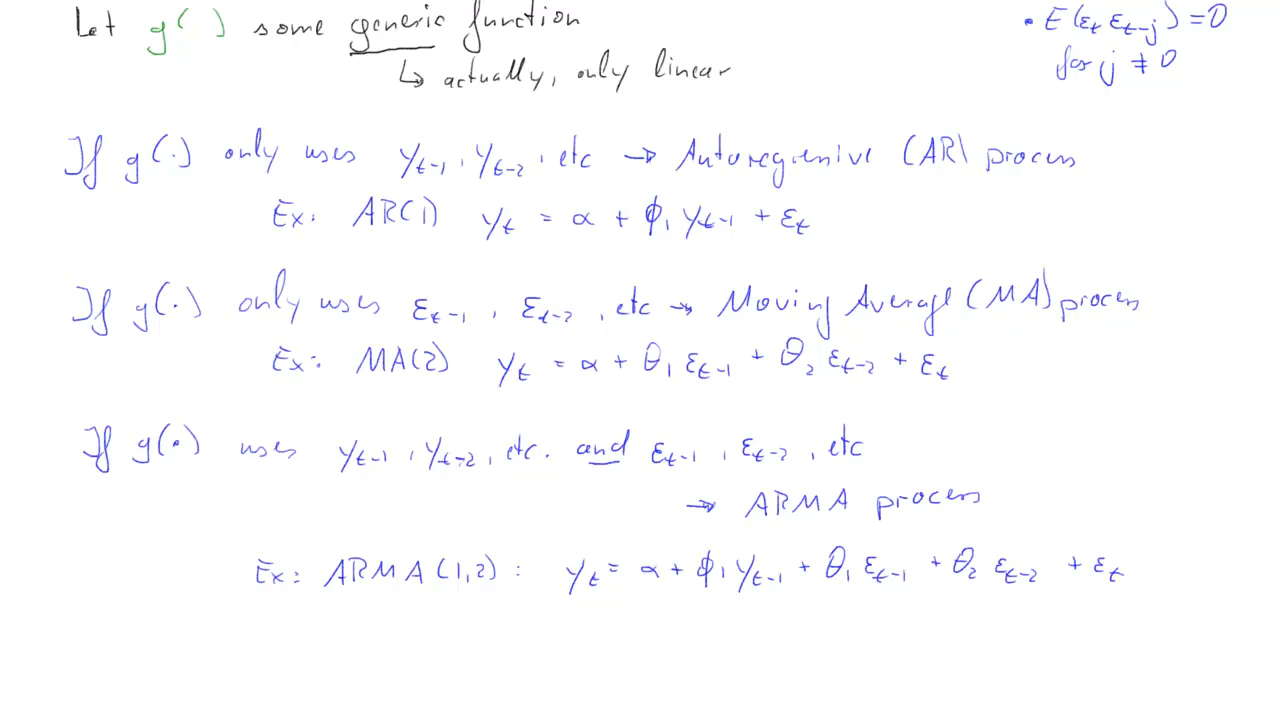 Let g( ) some generic function
↳ actually, only linear
• E(εt εt-j) = 0
for j ≠ 0
If g(.) only uses yt-1, yt-2, etc → Autoregressive (AR) process
Ex: AR(1) yt = α + ϕ1 yt-1 + εt
If g(.) only uses εt-1, εt-2, etc → Moving Average (MA) process
Ex: MA(2) yt = α + θ1 εt-1 + θ2 εt-2 + εt
If g(.) uses yt-1, yt-2, etc. and εt-1, εt-2, etc
→ ARMA process
Ex: ARMA(1,2): yt = α + ϕ1 yt-1 + θ1 εt-1 + θ2 εt-2 + εt